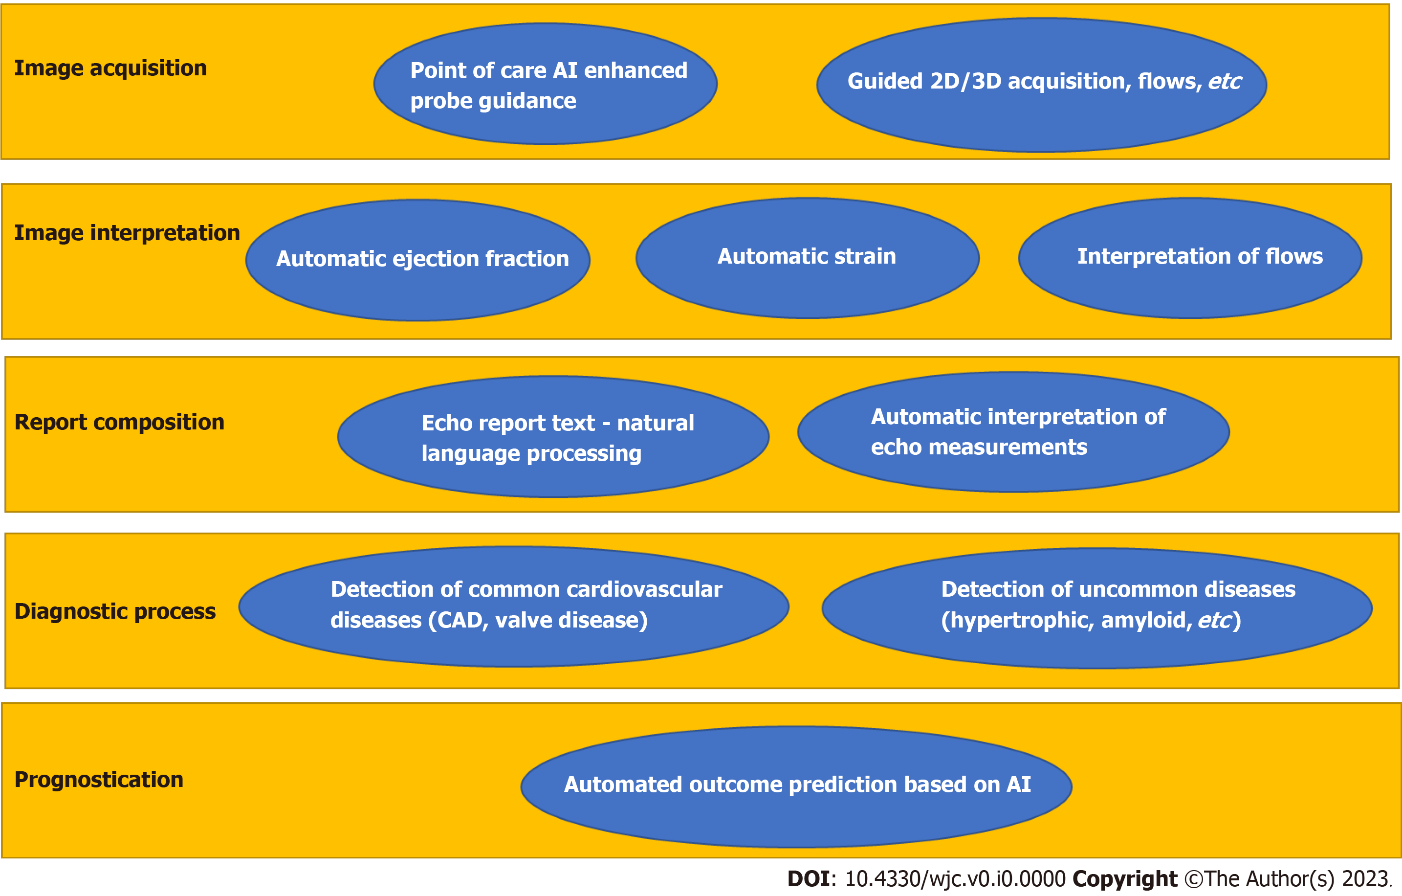 Image acquisition
Point of care AI enhanced
probe guidance
Guided 2D/3D acquisition, flows, etc
Image interpretation
Automatic ejection fraction
Automatic strain
Interpretation of flows
Report composition
Echo report text - natural
language processing
Automatic interpretation of
echo measurements
Diagnostic process
Detection of common cardiovascular
diseases (CAD, valve disease)
Detection of uncommon diseases
(hypertrophic, amyloid, etc)
Prognostication
Automated outcome prediction based on AI
DOI: 10.4330/wjc.v0.i0.0000 Copyright ©The Author(s) 2023.